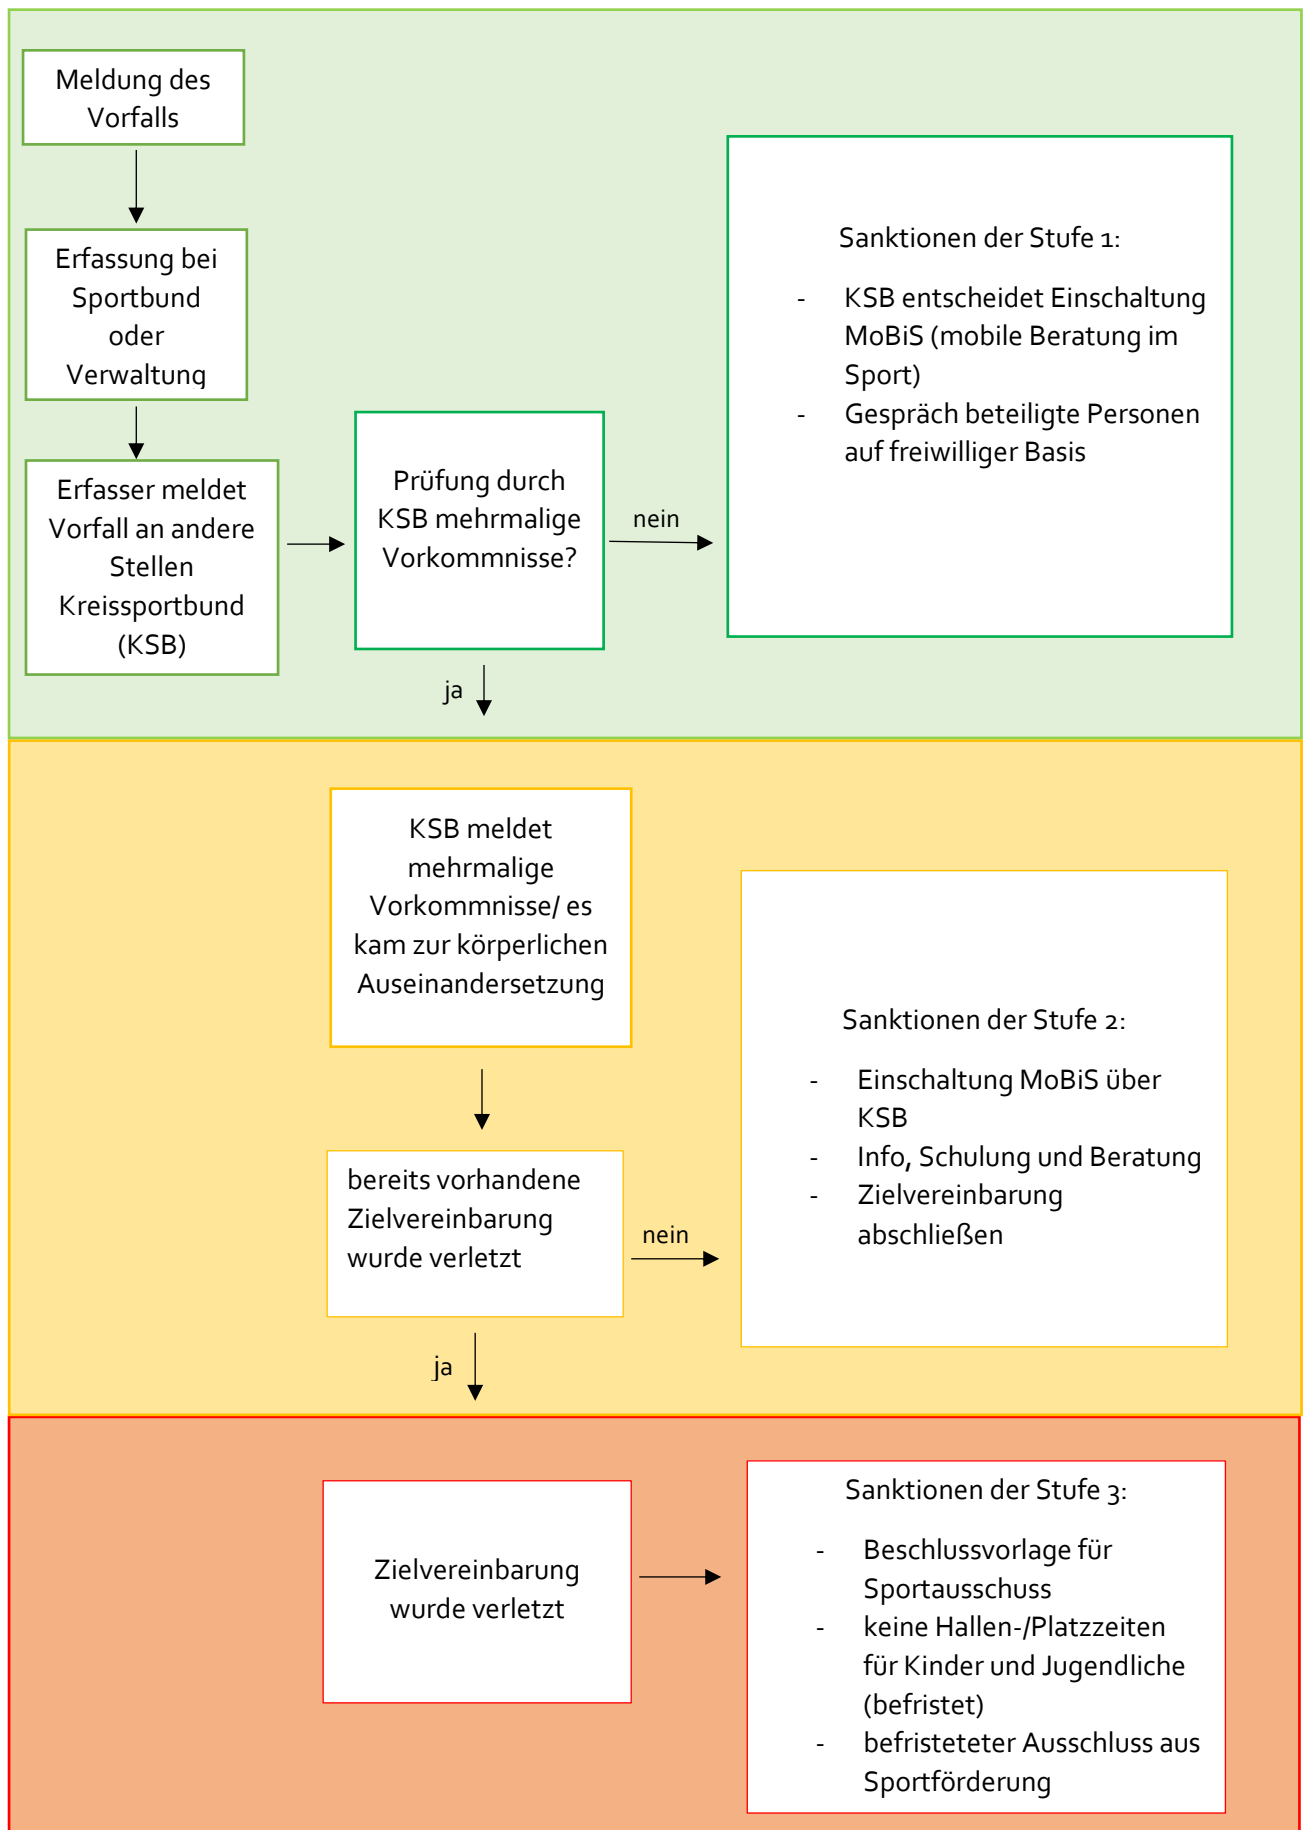 Meldung des
Vorfalls
Erfassung bei
Sportbund
oder
Verwaltung
Erfasser meldet
Vorfall an andere
Stellen
Kreissportbund
(KSB)
Prüfung durch
KSB mehrmalige
Vorkommnisse?
nein
ja
Sanktionen der Stufe 1:
- KSB entscheidet Einschaltung
MoBiS (mobile Beratung im
Sport)
- Gespräch beteiligte Personen
auf freiwilliger Basis
KSB meldet
mehrmalige
Vorkommnisse/ es
kam zur körperlichen
Auseinandersetzung
bereits vorhandene
Zielvereinbarung
wurde verletzt
nein
ja
Sanktionen der Stufe 2:
- Einschaltung MoBiS über
KSB
- Info, Schulung und Beratung
- Zielvereinbarung
abschließen
Zielvereinbarung
wurde verletzt
Sanktionen der Stufe 3:
- Beschlussvorlage für
Sportausschuss
- keine Hallen-/Platzzeiten
für Kinder und Jugendliche
(befristet)
- befristeteter Ausschluss aus
Sportförderung